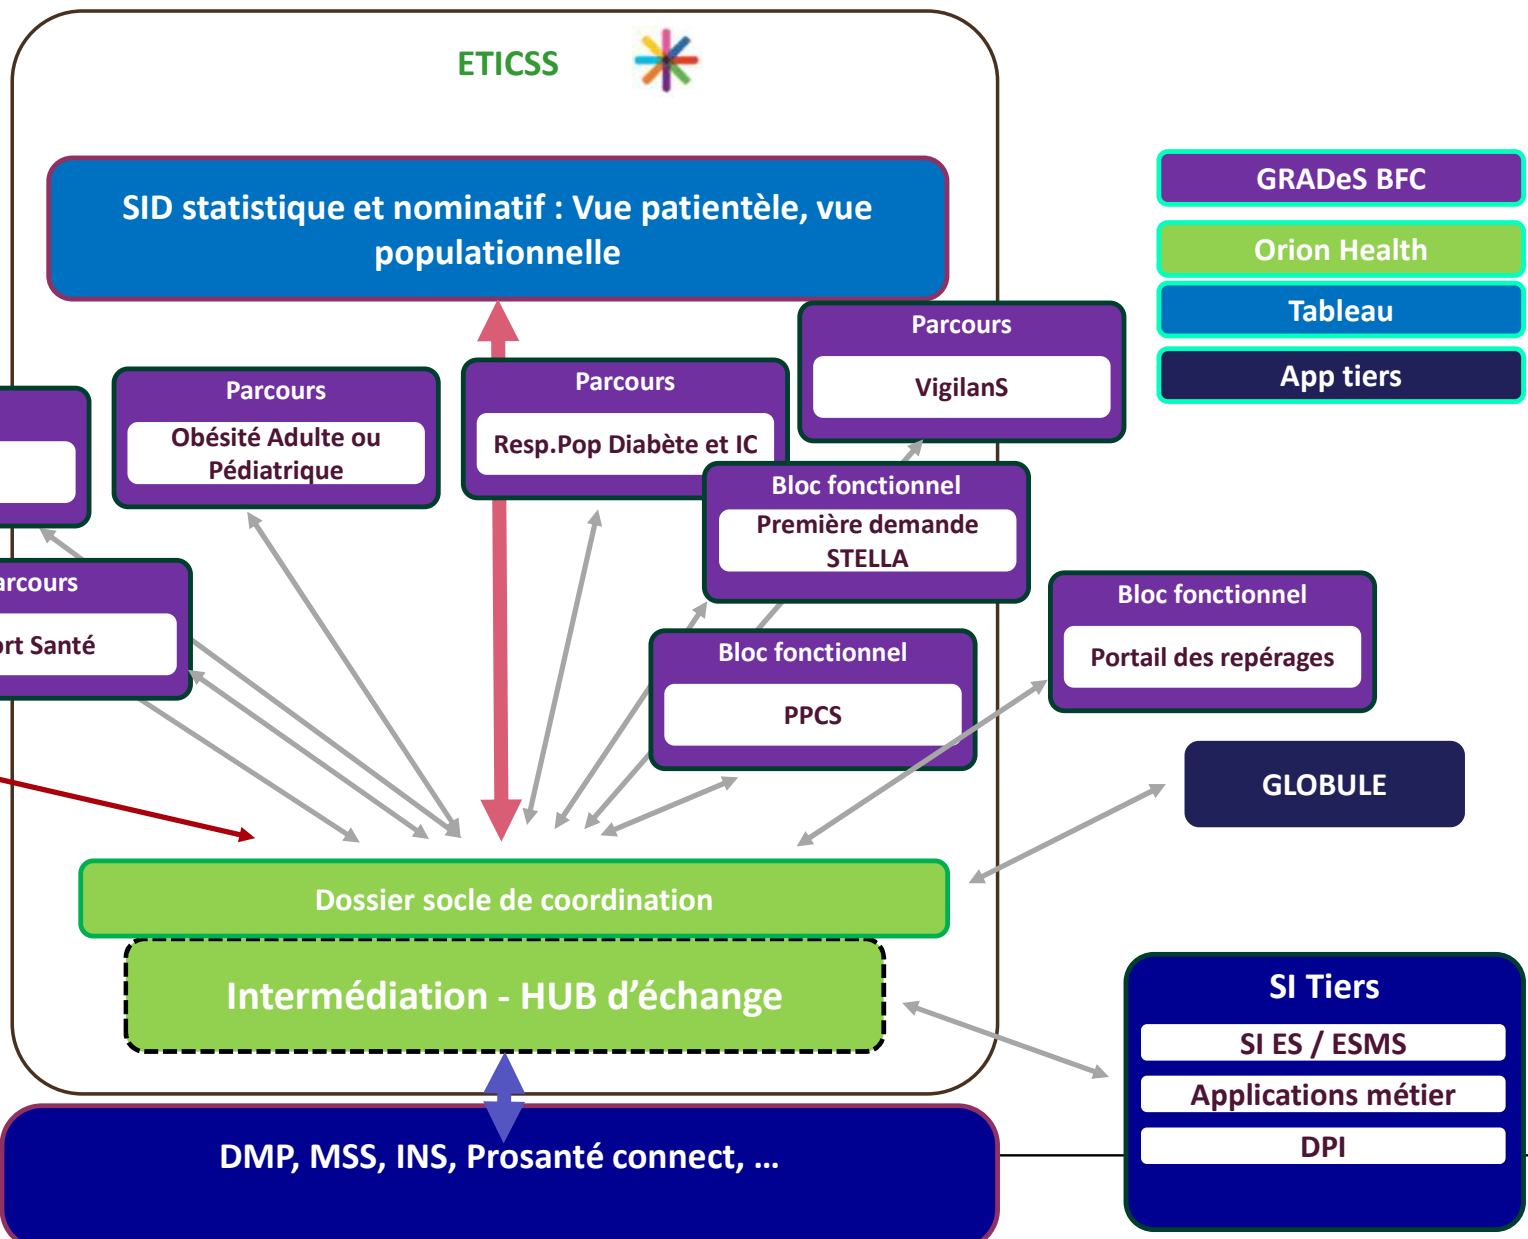 ETICSS
SID statistique et nominatif : Vue patientèle, vue
populationnelle
GRADeS BFC
Orion Health
Tableau
App tiers
Parcours
VigilanS
Parcours
Resp.Pop Diabète et IC
Parcours
Obésité Adulte ou
Pédiatrique
Bloc fonctionnel
Première demande
STELLA
arcours
ort Santé
Bloc fonctionnel
Portail des repérages
Bloc fonctionnel
PPCS
GLOBULE
Dossier socle de coordination
Intermédiation - HUB d’échange
SI Tiers
SI ES / ESMS
Applications métier
DPI
DMP, MSS, INS, Prosanté connect, ...